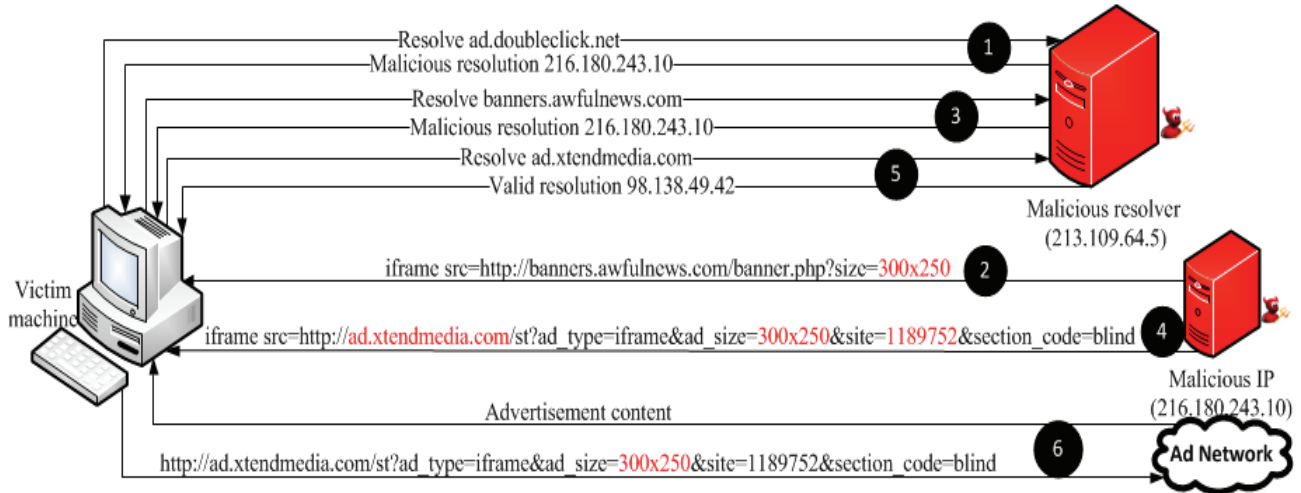 Resolve ad.doubleclick.net
1
Malicious resolution 216.180.243.10
Resolve banners.awfulnews.com
3
Malicious resolution 216.180.243.10
Resolve ad.xtendmedia.com
5
Valid resolution 98.138.49.42
Malicious resolver
(213.109.64.5)
iframe src=http://banners.awfulnews.com/banner.php?size=300x250
2
Victim
machine
iframe src=http://ad.xtendmedia.com/st?ad_type=iframe&ad_size=300x250&site=1189752&section_code=blind
4
Malicious IP
(216.180.243.10)
Advertisement content
6
Ad Network
http://ad.xtendmedia.com/st?ad_type=iframe&ad_size=300x250&site=1189752&section_code=blind